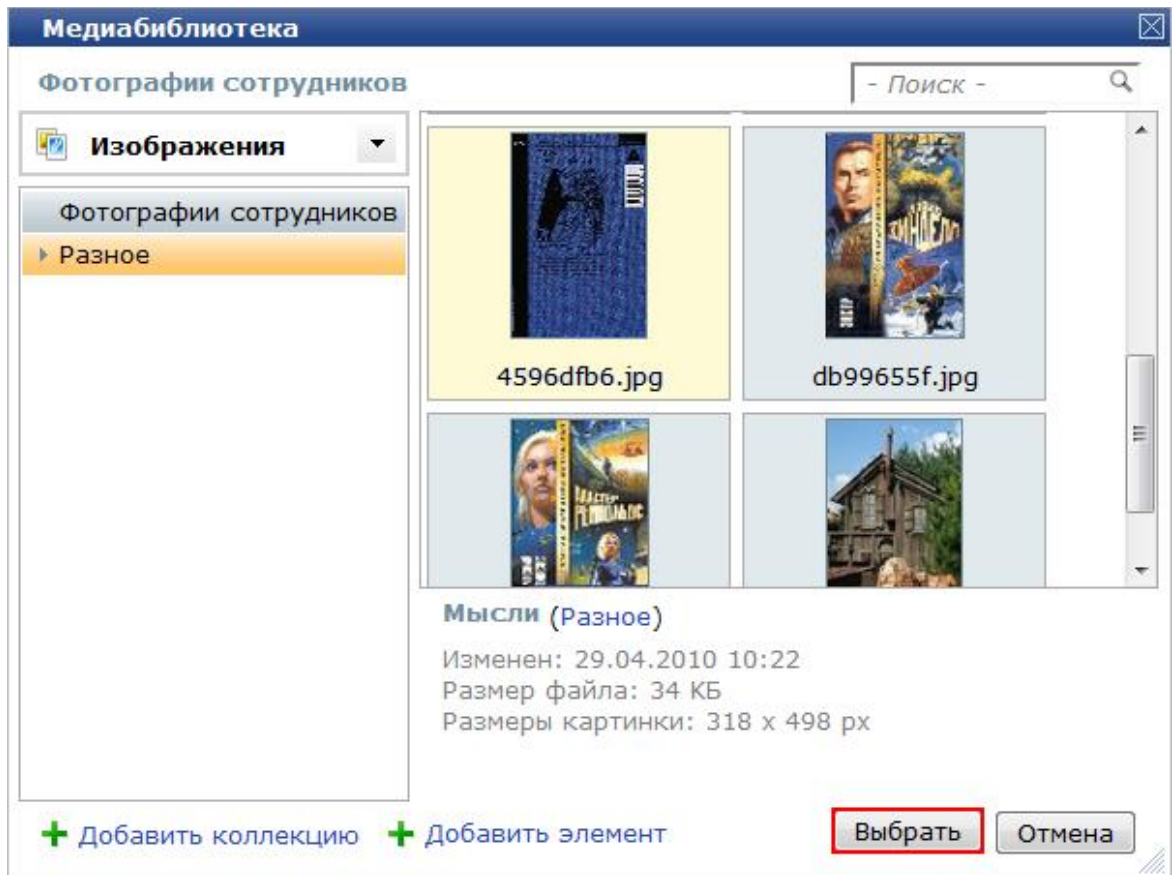 Медиабиблиотека
Фотографии сотрудников
- Поиск -
Изображения
Фотографии сотрудников
Разное
4596dfb6.jpg
db99655f.jpg
Мысли (Разное)
Изменен: 29.04.2010 10:22
Размер файла: 34 КБ
Размеры картинки: 318 x 498 px
Добавить коллекцию
Добавить элемент
Выбрать
Отмена